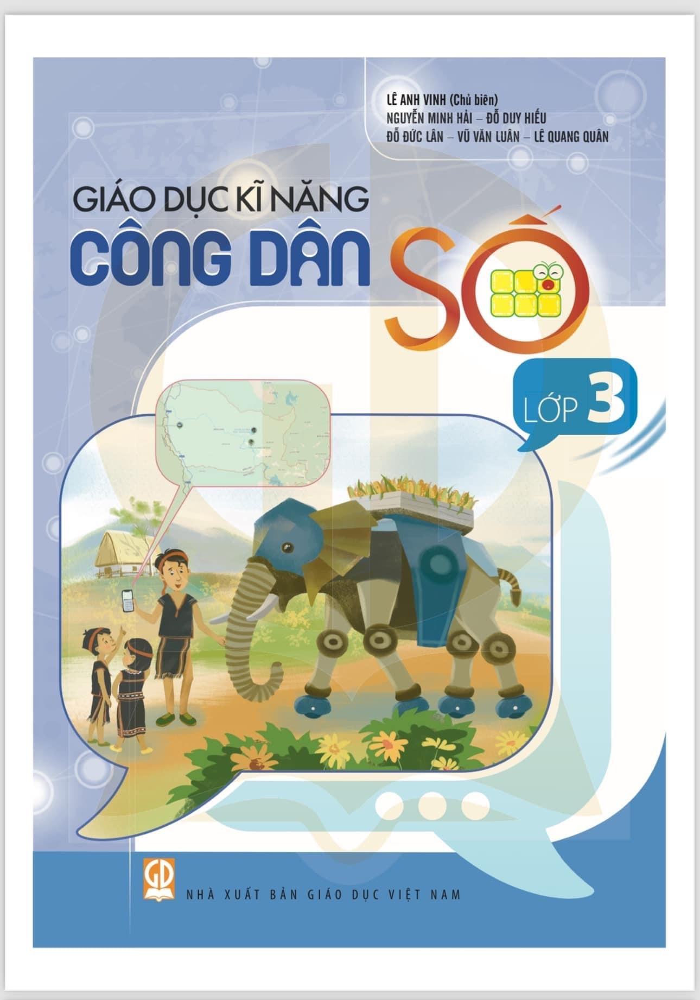 LÊ ANH VINH (Chủ biên)
NGUYỄN MINH HẢI – ĐỖ DUY HIẾU
ĐỖ ĐỨC LÂN – VŨ VĂN LUÂN – LÊ QUANG QUÂN
GIÁO DỤC KĨ NĂNG
CÔNG DÂN SỐ
LỚP 3
GD
NHÀ XUẤT BẢN GIÁO DỤC VIỆT NAM